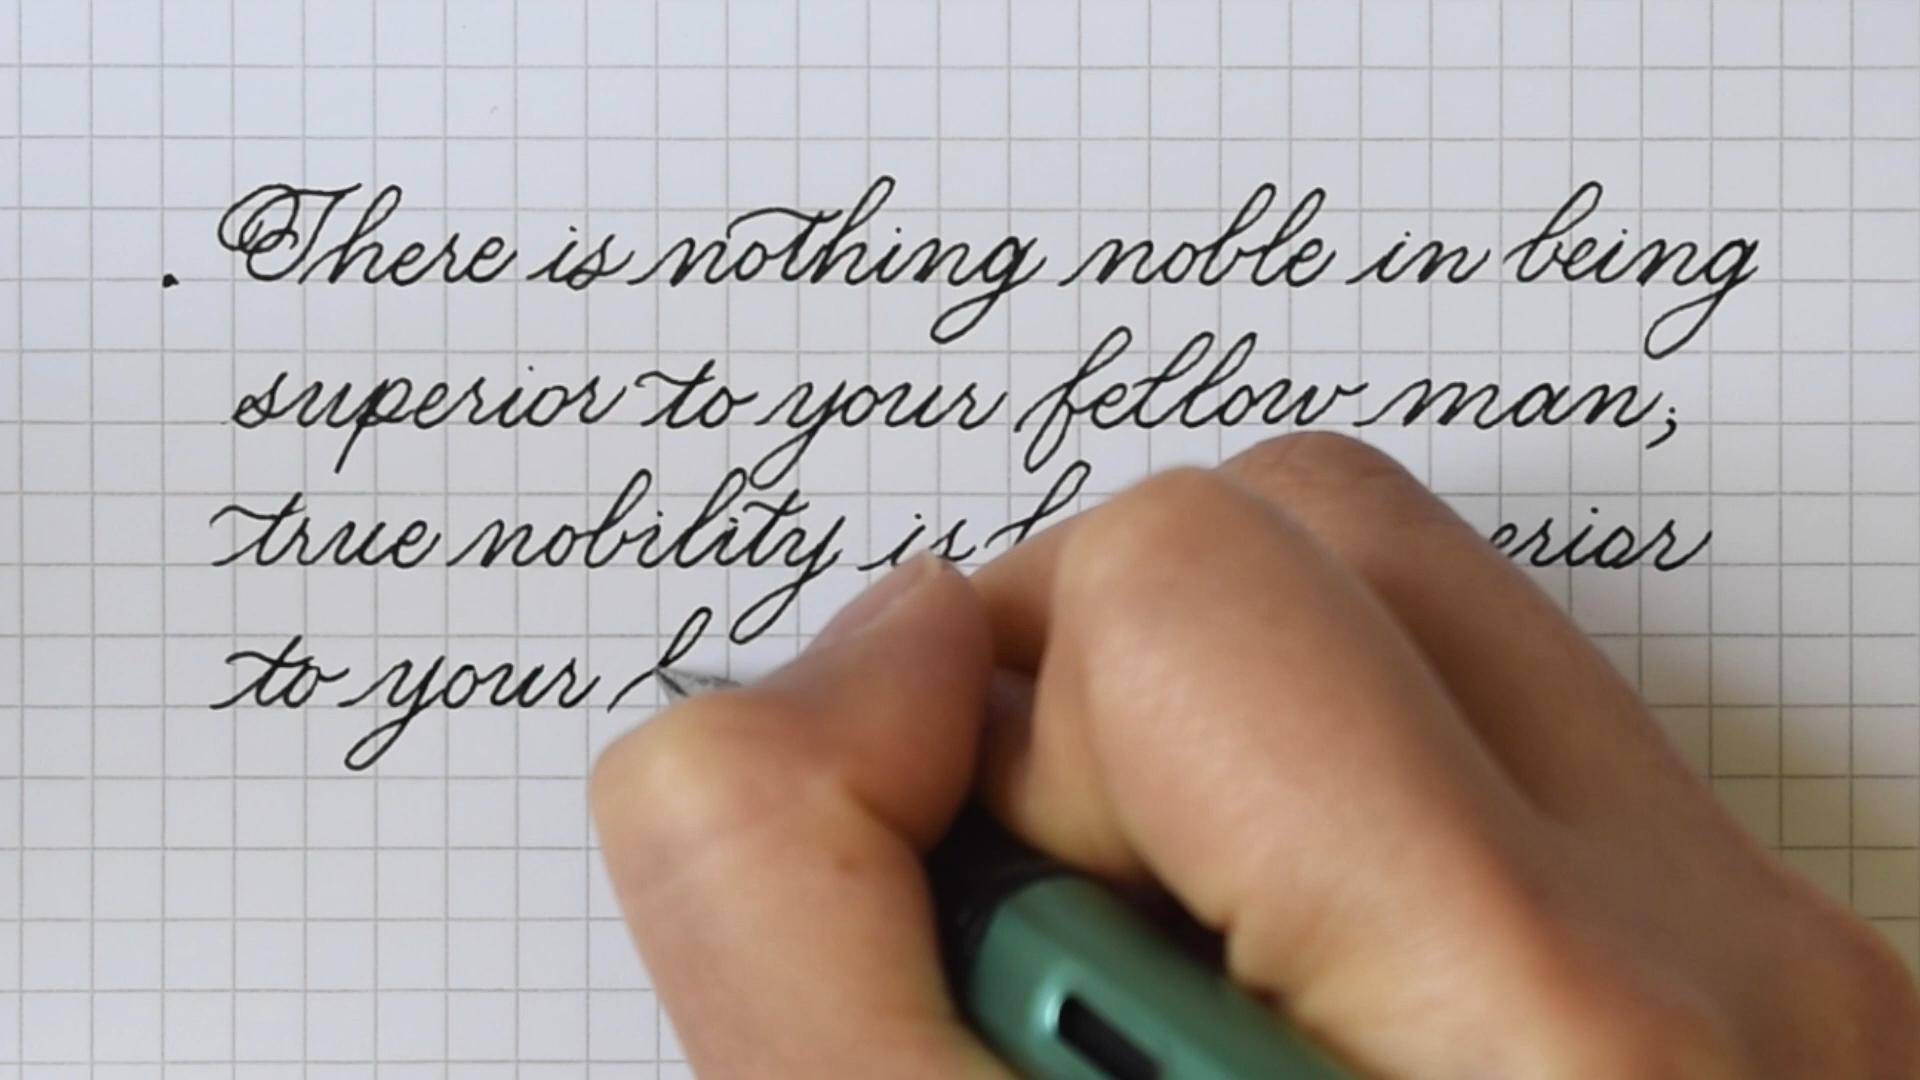 There is nothing noble in being
superior to your fellow man;
true nobility is
to your